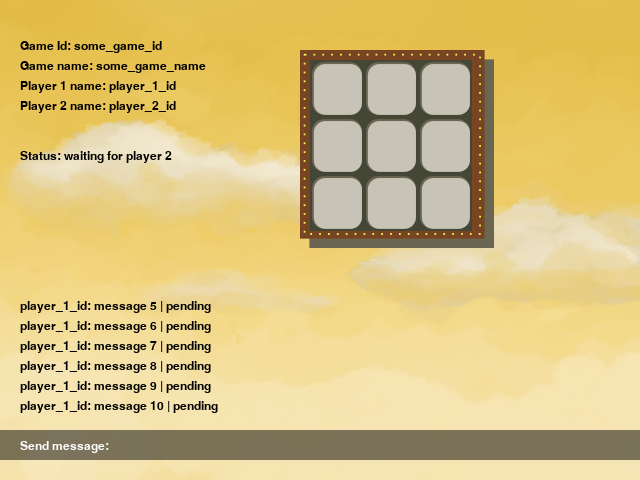 Game Id: some_game_id
Game name: some_game_name
Player 1 name: player_1_id
Player 2 name: player_2_id
Status: waiting for player 2
player_1_id: message 5 | pending
player_1_id: message 6 | pending
player_1_id: message 7 | pending
player_1_id: message 8 | pending
player_1_id: message 9 | pending
player_1_id: message 10 | pending
Send message: